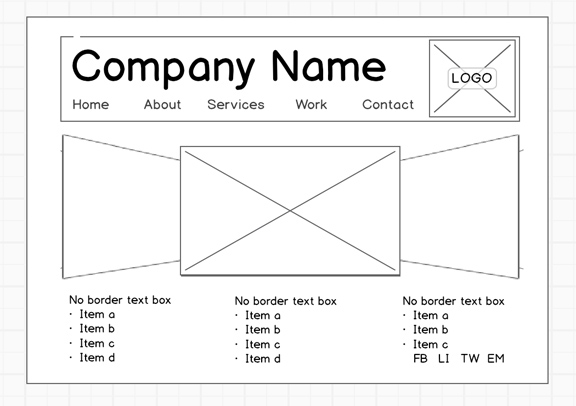 Company Name
LOGO
Home About Services Work Contact
No border text box
· Item a
· Item b
· Item c
· Item d
No border text box
· Item a
· Item b
· Item c
· Item d
No border text box
· Item a
· Item b
· Item c
FB LI TW EM